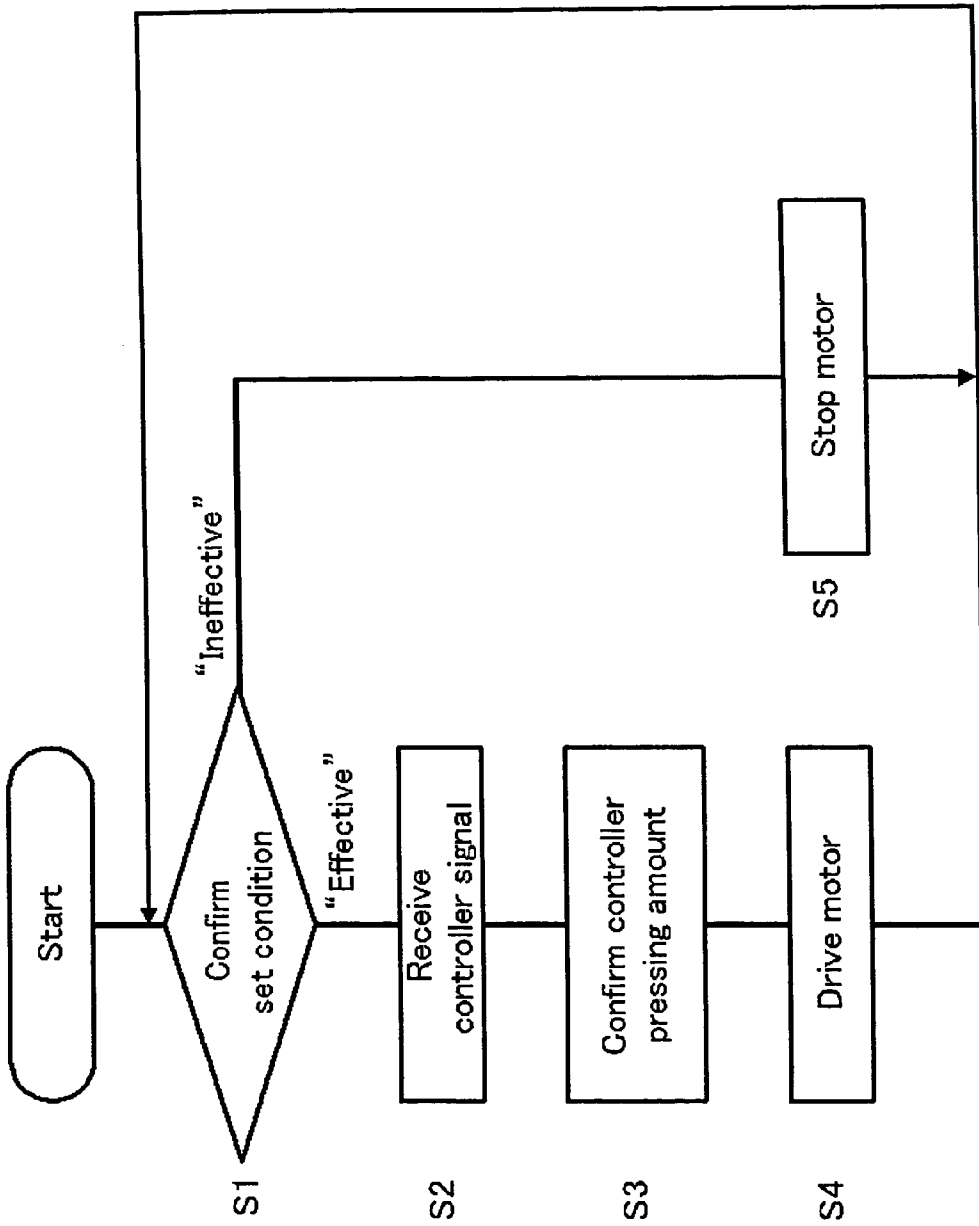 Start
S1
Confirm
set condition
“Ineffective”
“Effective”
S2
Receive
controller signal
S3
Confirm controller
pressing amount
S4
Drive motor
S5
Stop motor